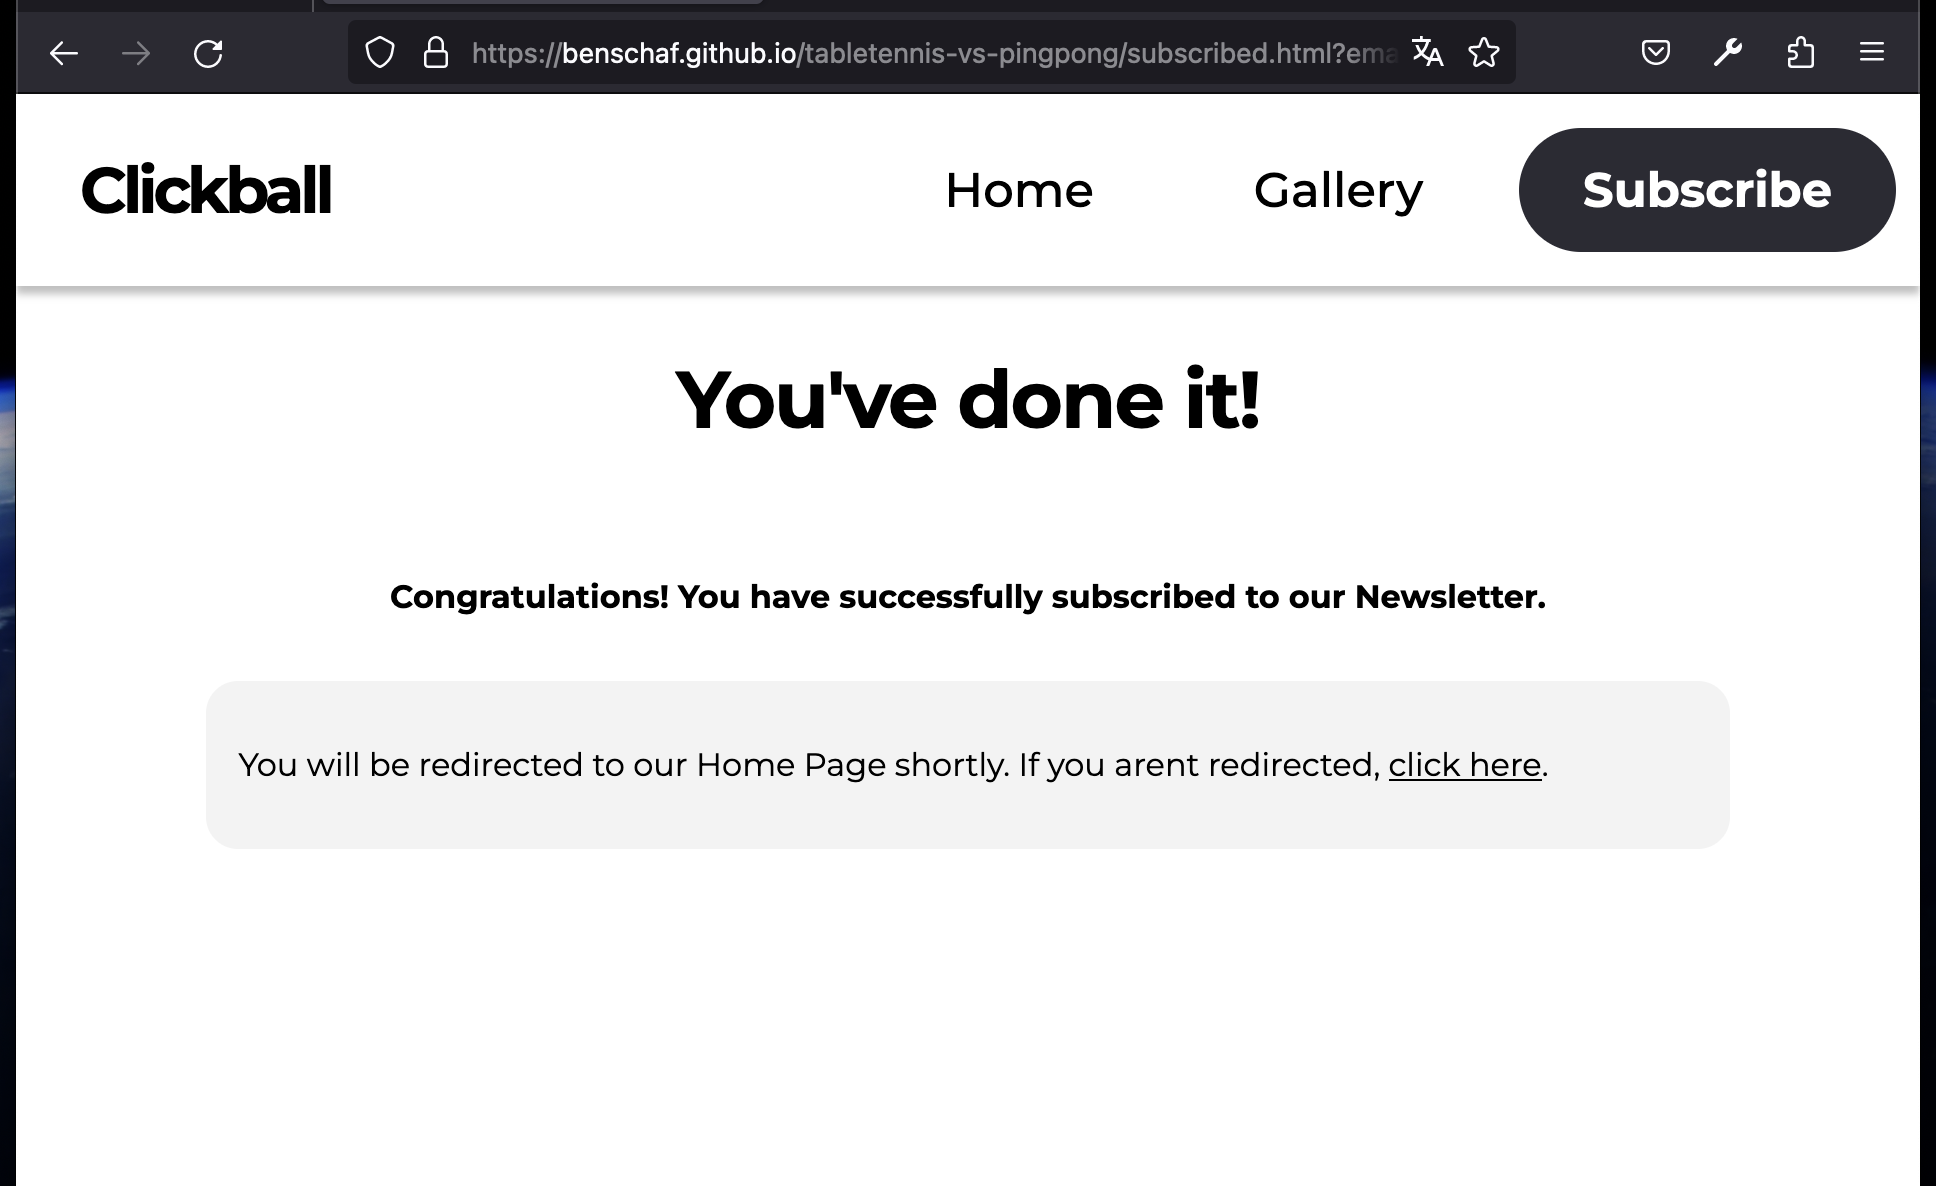 https://benschaf.github.io/tabletennis-vs-pingpong/subscribed.html?ema
Clickball
Home Gallery Subscribe
You've done it!
Congratulations! You have successfully subscribed to our Newsletter.
You will be redirected to our Home Page shortly. If you arent redirected, click here.